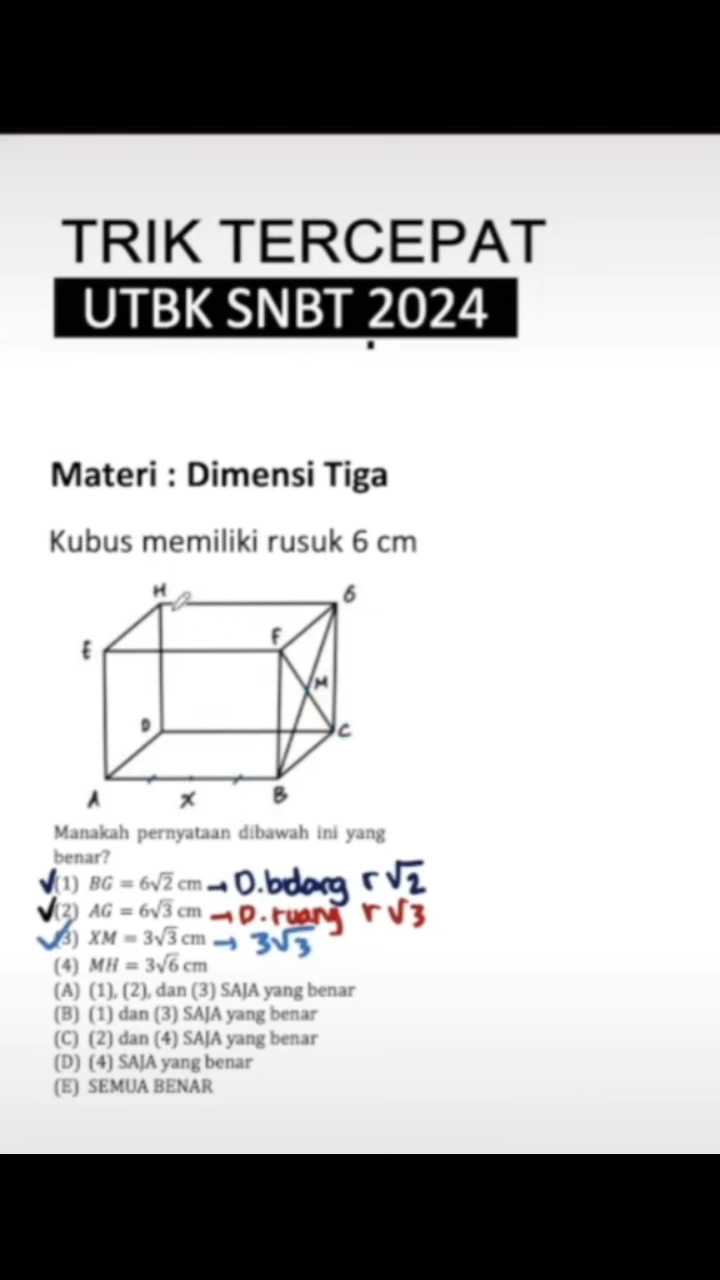 TRIK TERCEPAT
UTBK SNBT 2024
Materi : Dimensi Tiga
Kubus memiliki rusuk 6 cm
H
G
E
F
M
D
C
A
X
B
Manakah pernyataan dibawah ini yang
benar?
(1) BG = 6√2 cm → D.bidang r√2
(2) AG = 6√3 cm → D.ruang r√3
(3) XM = 3√3 cm → 3√3
(4) MH = 3√6 cm
(A) (1), (2), dan (3) SAJA yang benar
(B) (1) dan (3) SAJA yang benar
(C) (2) dan (4) SAJA yang benar
(D) (4) SAJA yang benar
(E) SEMUA BENAR